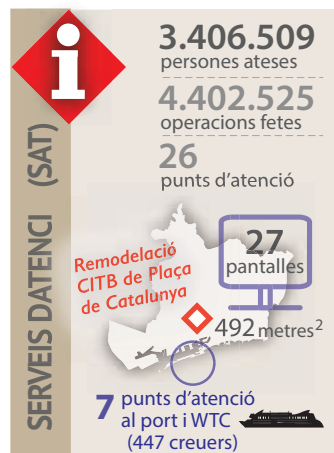 i
SERVEIS DATENCI (SAT)
3.406.509
persones ateses
4.402.525
operacions fetes
26
punts d'atenció
Remodelació
CITB de Plaça
de Catalunya
27
pantalles
492 metres²
7 punts d'atenció
al port i WTC
(447 creuers)